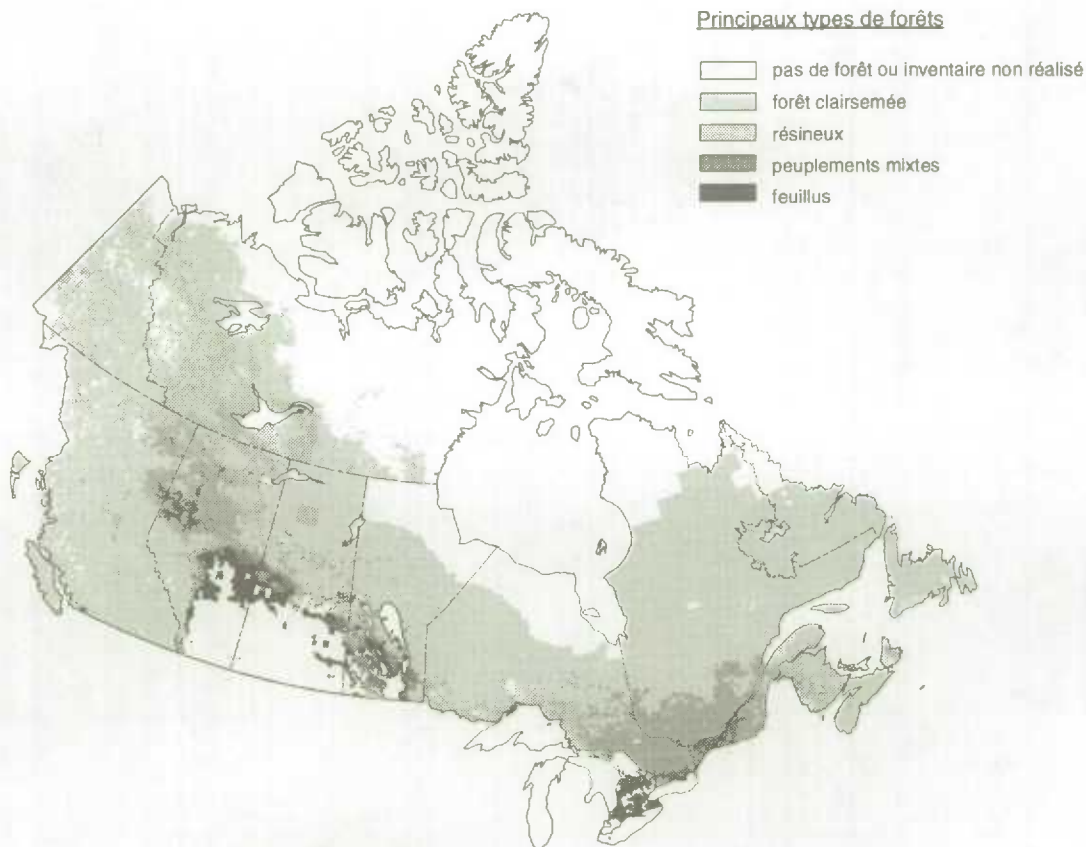 Principaux types de forêts
pas de forêt ou inventaire non réalisé
forêt clairsemée
résineux
peuplements mixtes
feuillus